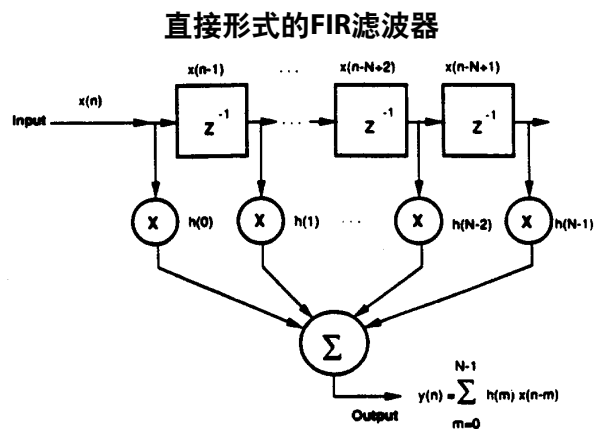 直接形式的FIR滤波器
x(n-1) ... x(n-N+2) x(n-N+1)
x(n)
Input z⁻¹ ... z⁻¹ z⁻¹
X h(0) X h(1) ... X h(N-2) X h(N-1)
Σ
N-1
y(n) = Σ h(m) x(n-m)
m=0
Output